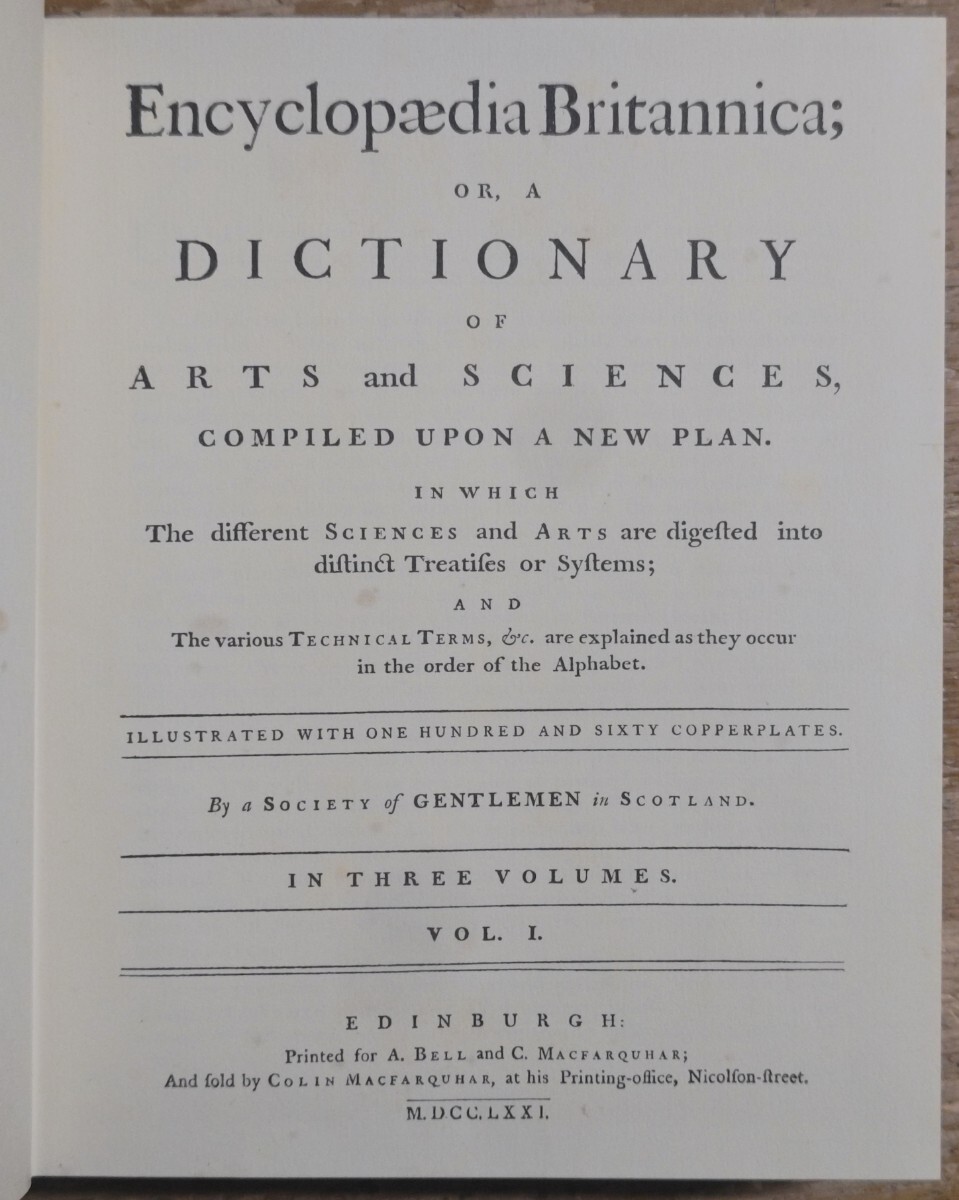 Encyclopædia Britannica;
OR, A
DICTIONARY
OF
ARTS and SCIENCES,
COMPILED UPON A NEW PLAN.
IN WHICH
The different SCIENCES and ARTS are digeſted into
diſtinct Treatiſes or Syſtems;
AND
The various TECHNICAL TERMS, &c. are explained as they occur
in the order of the Alphabet.
ILLUSTRATED WITH ONE HUNDRED AND SIXTY COPPERPLATES.
By a SOCIETY of GENTLEMEN in SCOTLAND.
IN THREE VOLUMES.
VOL. I.
EDINBURGH:
Printed for A. BELL and C. MACFARQUHAR;
And ſold by COLIN MACFARQUHAR, at his Printing-office, Nicolſon-ſtreet.
M.DCC.LXXI.